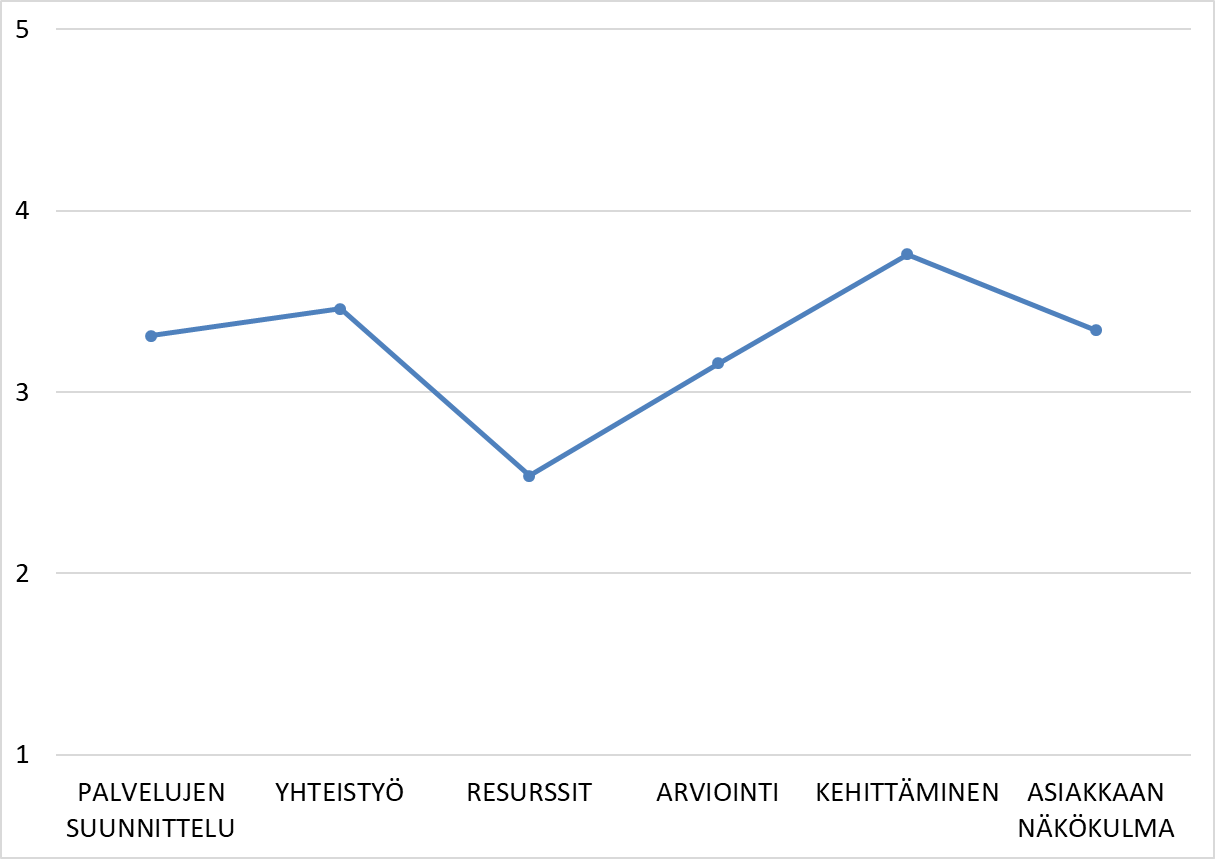 5
4
3
2
1
PALVELUJEN
SUUNNITTELU
YHTEISTYÖ
RESURSSIT
ARVIOINTI
KEHITTÄMINEN
ASIAKKAAN
NÄKÖKULMA